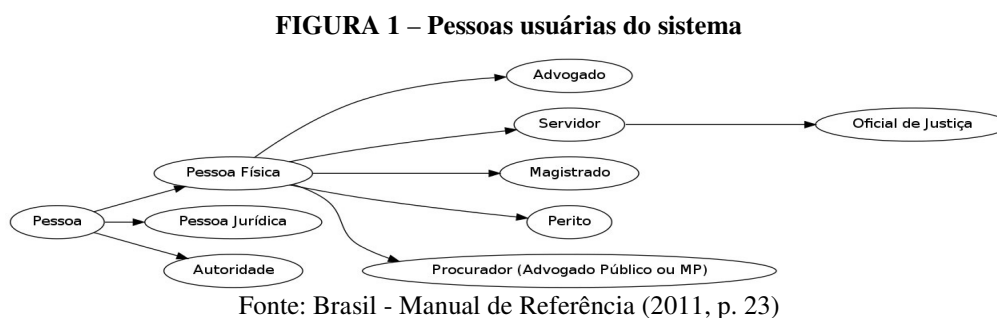 FIGURA 1 – Pessoas usuárias do sistema
Advogado
Servidor
Oficial de Justiça
Pessoa Física
Magistrado
Pessoa
Pessoa Jurídica
Perito
Autoridade
Procurador (Advogado Público ou MP)
Fonte: Brasil - Manual de Referência (2011, p. 23)